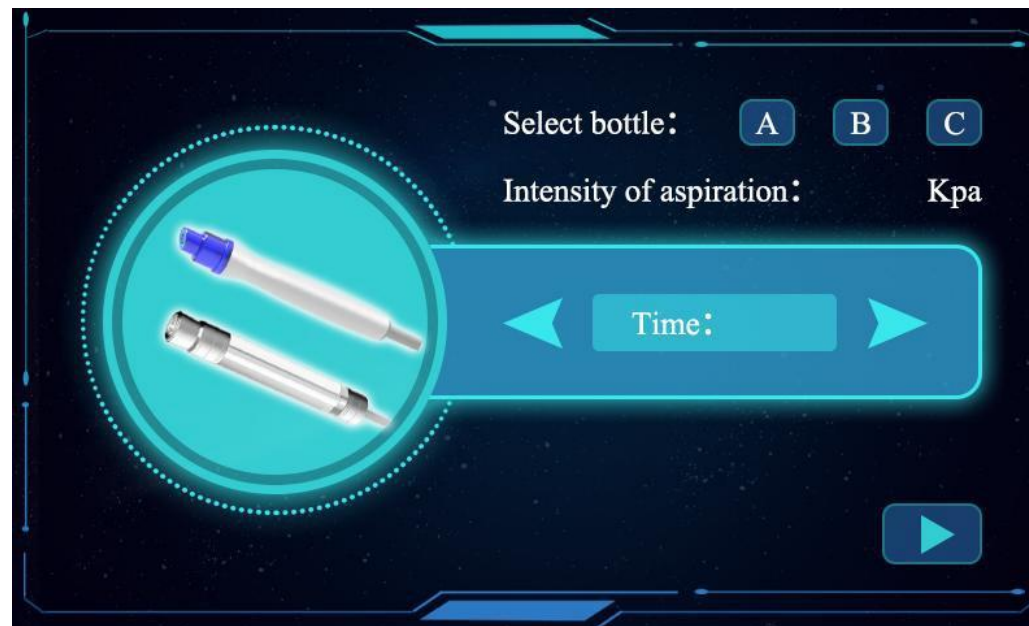 Select bottle： A B C
Intensity of aspiration： Kpa
Time：